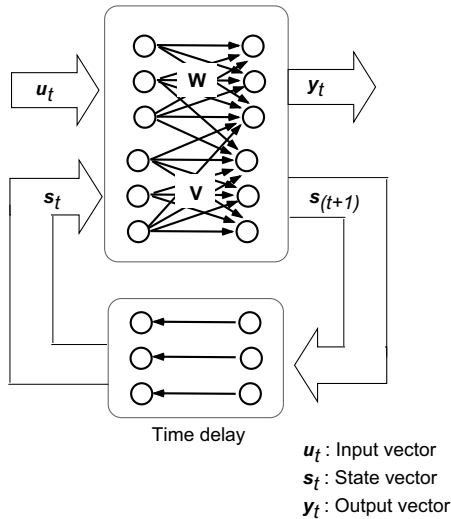 W
u_t
y_t
V
s_t
s_(t+1)
Time delay
u_t : Input vector
s_t : State vector
y_t : Output vector